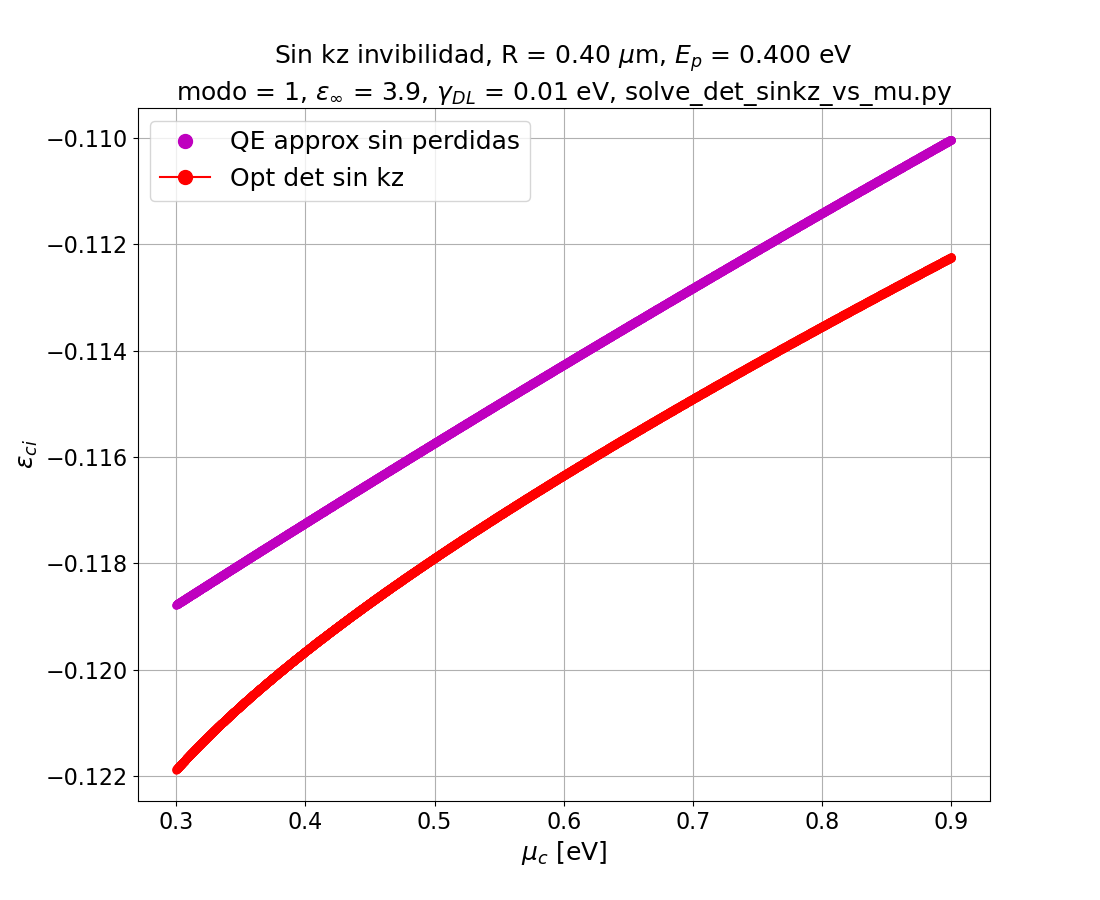 Sin kz invibilidad, R = 0.40 μm, E_p = 0.400 eV
modo = 1, ε_∞ = 3.9, γ_DL = 0.01 eV, solve_det_sinkz_vs_mu.py
QE approx sin perdidas
Opt det sin kz
−0.110
−0.112
−0.114
−0.116
−0.118
−0.120
−0.122
ε_ci
0.3 0.4 0.5 0.6 0.7 0.8 0.9
μ_c [eV]